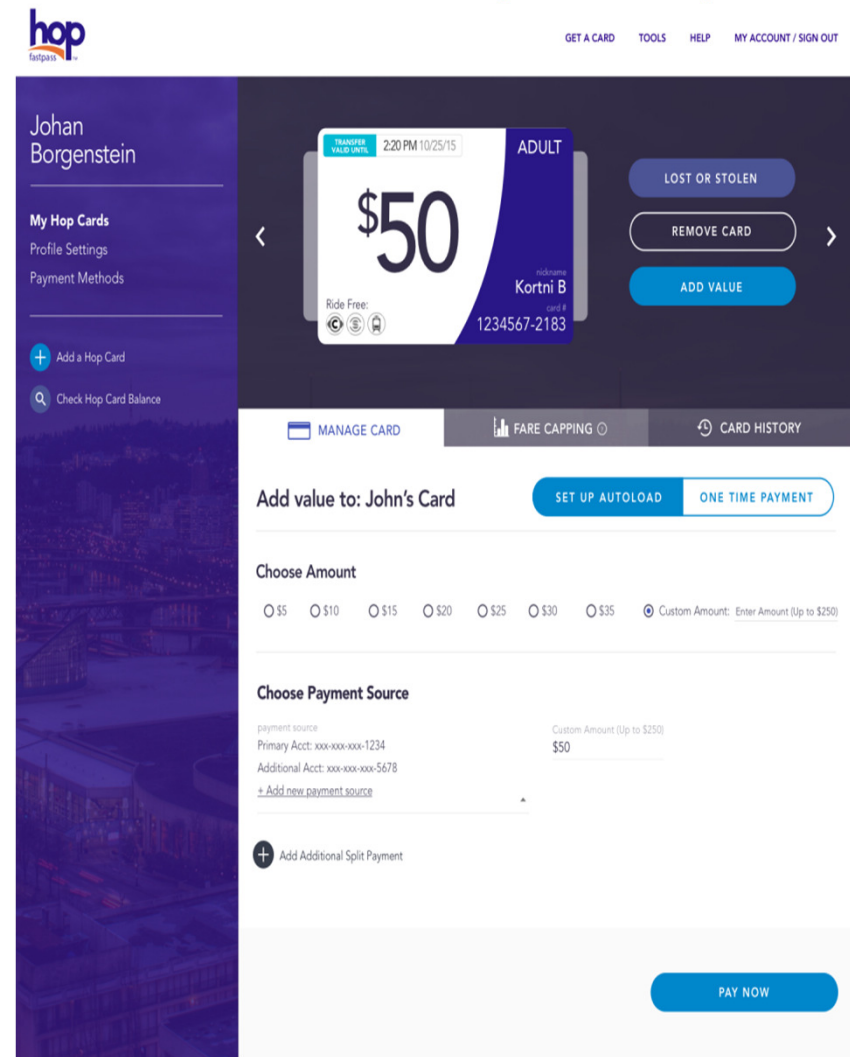 hop
fastpass ™
GET A CARD TOOLS HELP MY ACCOUNT / SIGN OUT
Johan
Borgenstein
My Hop Cards
Profile Settings
Payment Methods
Add a Hop Card
Check Hop Card Balance
TRANSFER
VALID UNTIL
2:20 PM 10/25/15
ADULT
$50
nickname
Kortni B
card #
1234567-2183
Ride Free:
LOST OR STOLEN
REMOVE CARD
ADD VALUE
MANAGE CARD FARE CAPPING CARD HISTORY
Add value to: John's Card SET UP AUTOLOAD ONE TIME PAYMENT
Choose Amount
$5 $10 $15 $20 $25 $30 $35 Custom Amount: Enter Amount (Up to $250)
Choose Payment Source
payment source
Primary Acct: xxx-xxx-xxx-1234
Additional Acct: xxx-xxx-xxx-5678
+ Add new payment source
Custom Amount (Up to $250)
$50
Add Additional Split Payment
PAY NOW